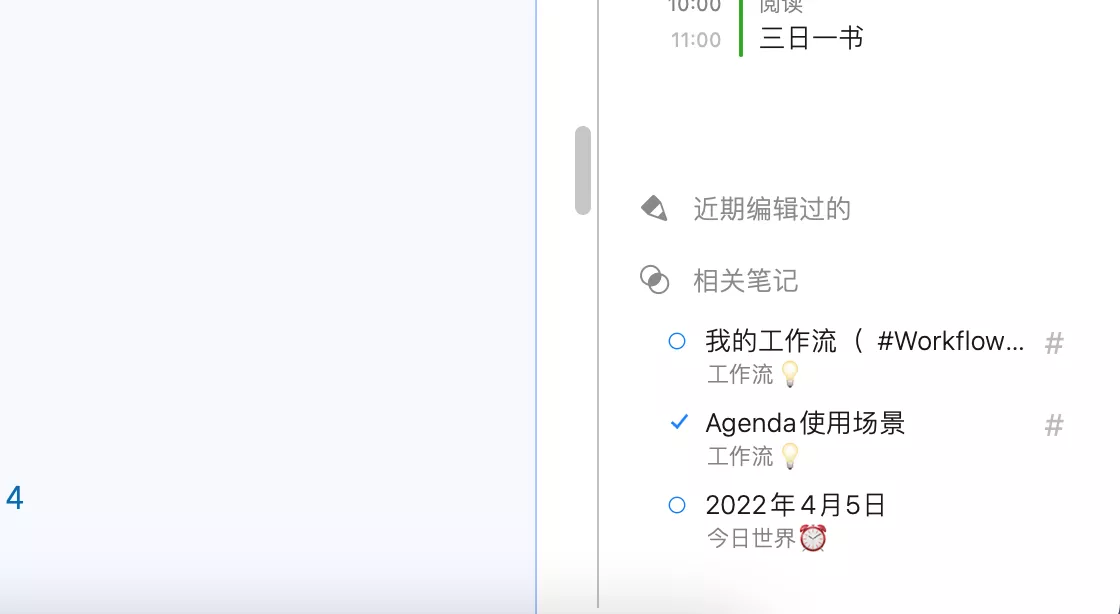 10:00 阅读
11:00 三日一书
近期编辑过的
相关笔记
我的工作流（ #Workflow... #
工作流💡
Agenda使用场景 #
工作流💡
4
2022年4月5日
今日世界⏰